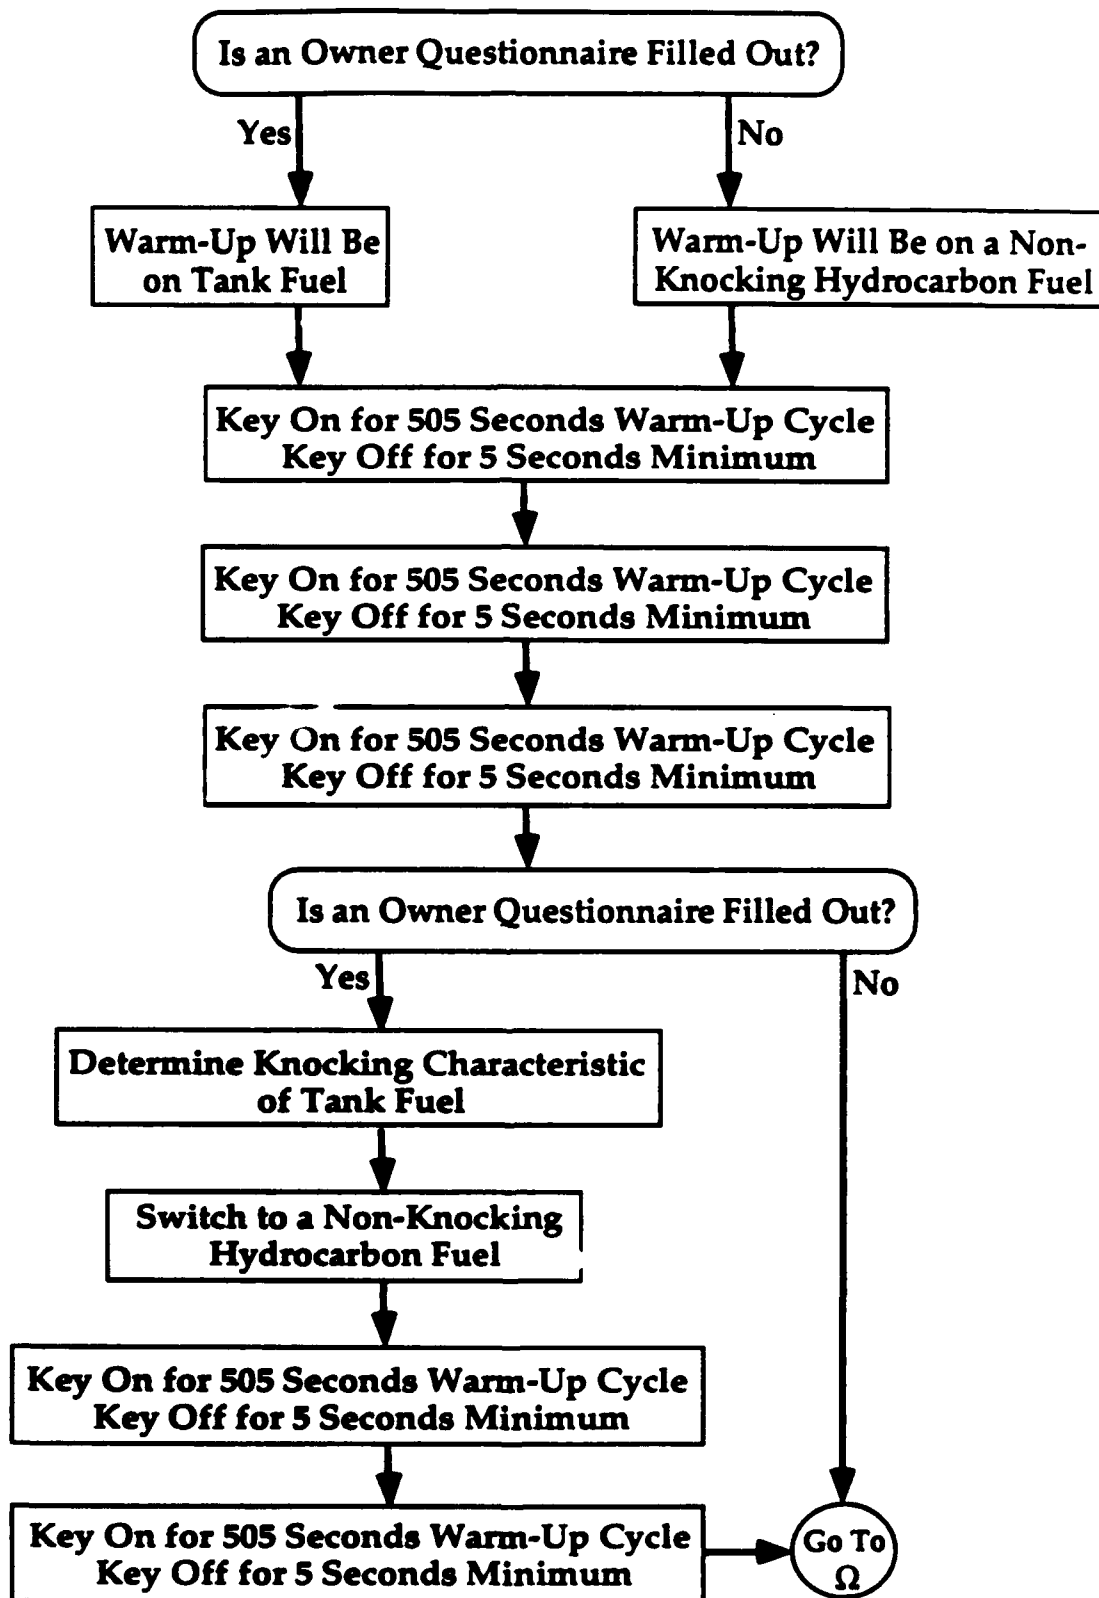 Is an Owner Questionnaire Filled Out?
Yes
No
Warm-Up Will Be
on Tank Fuel
Warm-Up Will Be on a Non-
Knocking Hydrocarbon Fuel
Key On for 505 Seconds Warm-Up Cycle
Key Off for 5 Seconds Minimum
Key On for 505 Seconds Warm-Up Cycle
Key Off for 5 Seconds Minimum
Key On for 505 Seconds Warm-Up Cycle
Key Off for 5 Seconds Minimum
Is an Owner Questionnaire Filled Out?
Yes
No
Determine Knocking Characteristic
of Tank Fuel
Switch to a Non-Knocking
Hydrocarbon Fuel
Key On for 505 Seconds Warm-Up Cycle
Key Off for 5 Seconds Minimum
Key On for 505 Seconds Warm-Up Cycle
Key Off for 5 Seconds Minimum
Go To
Ω